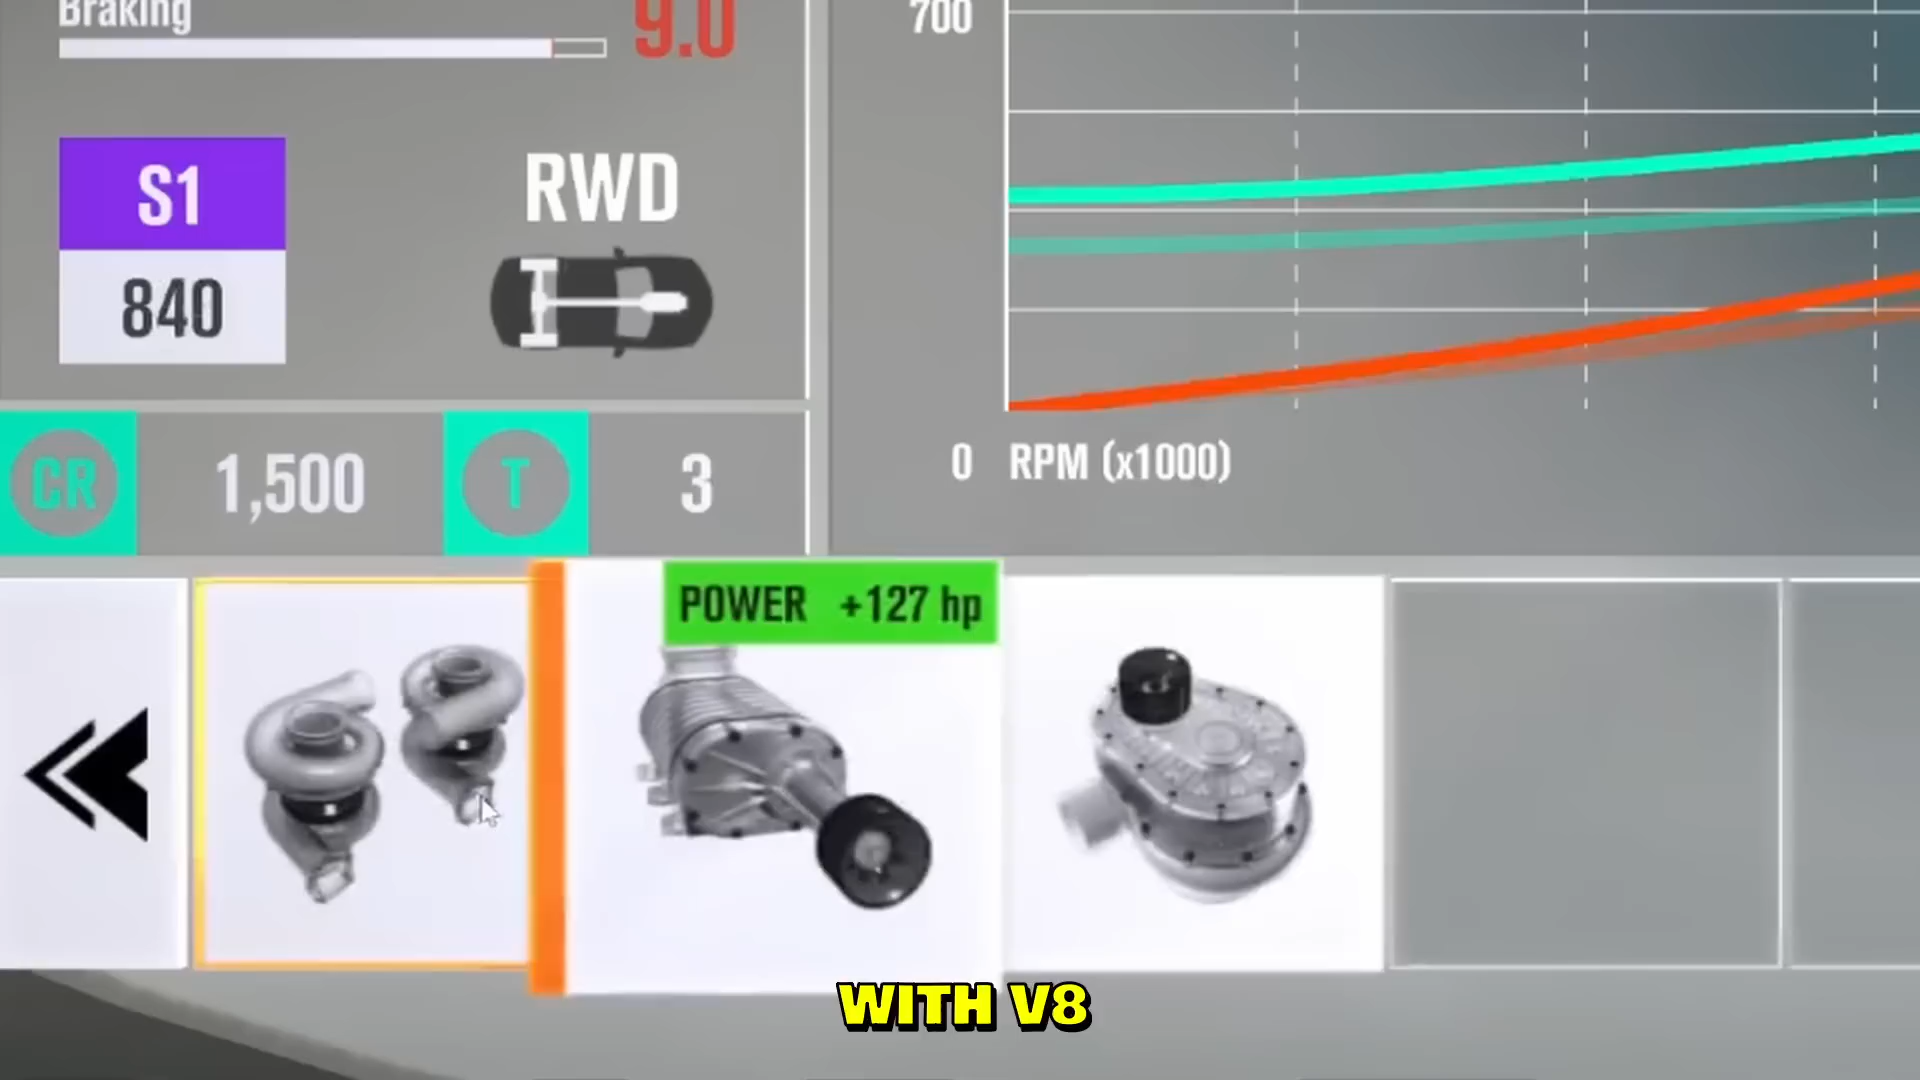 Braking
9.0
S1
840
RWD
CR
1,500
T
3
700
0
RPM (x1000)
POWER +127 hp
WITH V8